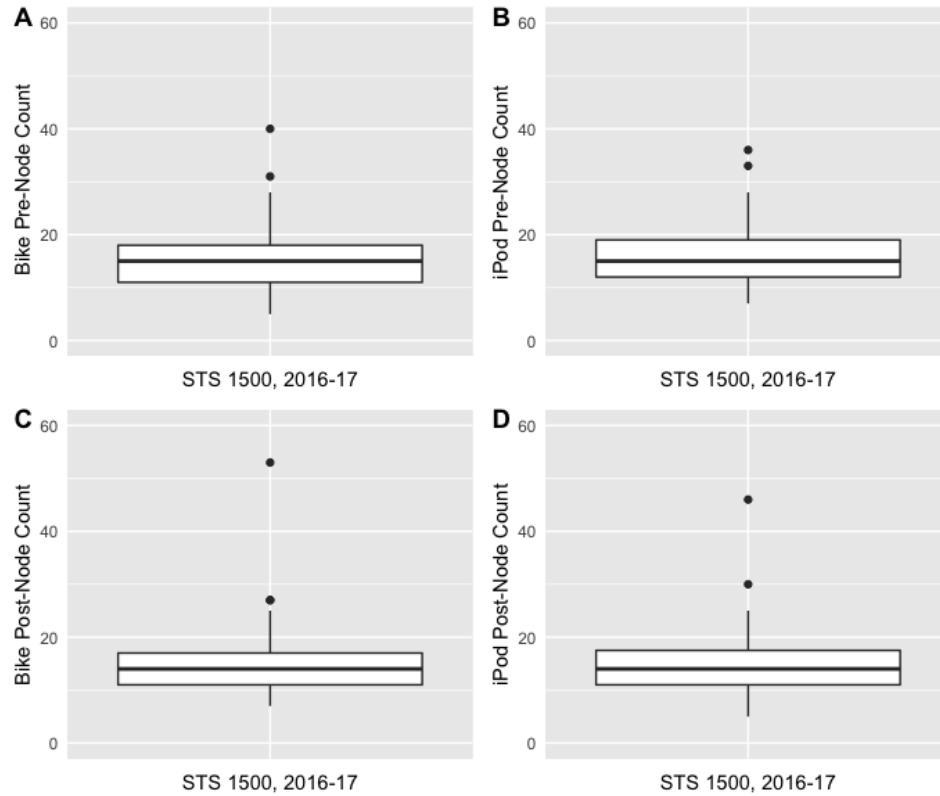 A
Bike Pre-Node Count
60
40
20
0
STS 1500, 2016-17
B
iPod Pre-Node Count
60
40
20
0
STS 1500, 2016-17
C
Bike Post-Node Count
60
40
20
0
STS 1500, 2016-17
D
iPod Post-Node Count
60
40
20
0
STS 1500, 2016-17